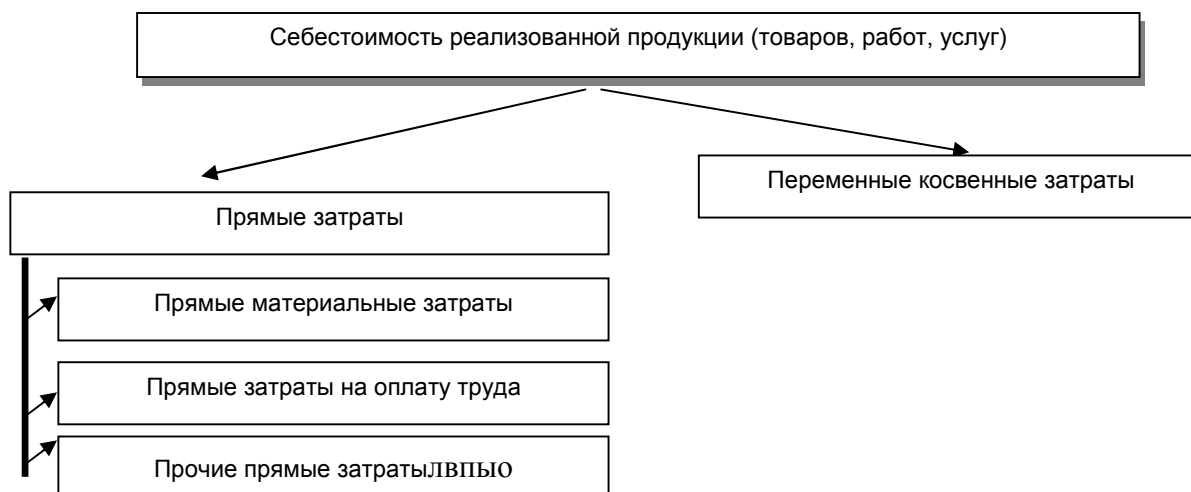 Себестоимость реализованной продукции (товаров, работ, услуг)
Переменные косвенные затраты
Прямые затраты
Прямые материальные затраты
Прямые затраты на оплату труда
Прочие прямые затратылвпыо